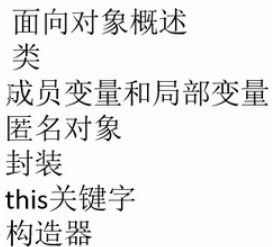 面向对象概述
类
成员变量和局部变量
匿名对象
封装
this关键字
构造器